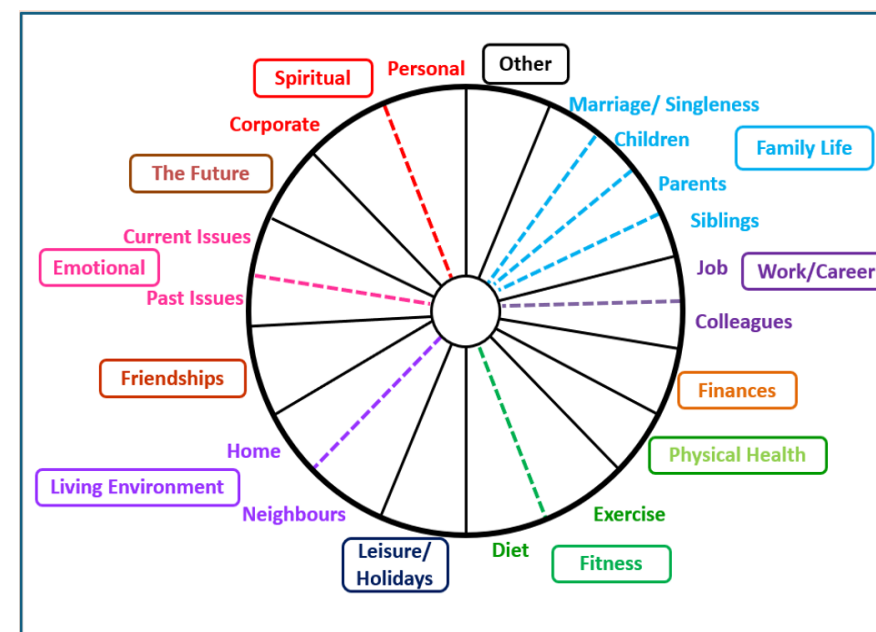 Other
Personal
Spiritual
Marriage/ Singleness
Corporate
Children
Family Life
The Future
Parents
Siblings
Current Issues
Emotional
Job
Work/Career
Past Issues
Colleagues
Friendships
Finances
Home
Physical Health
Living Environment
Neighbours
Exercise
Leisure/
Holidays
Diet
Fitness